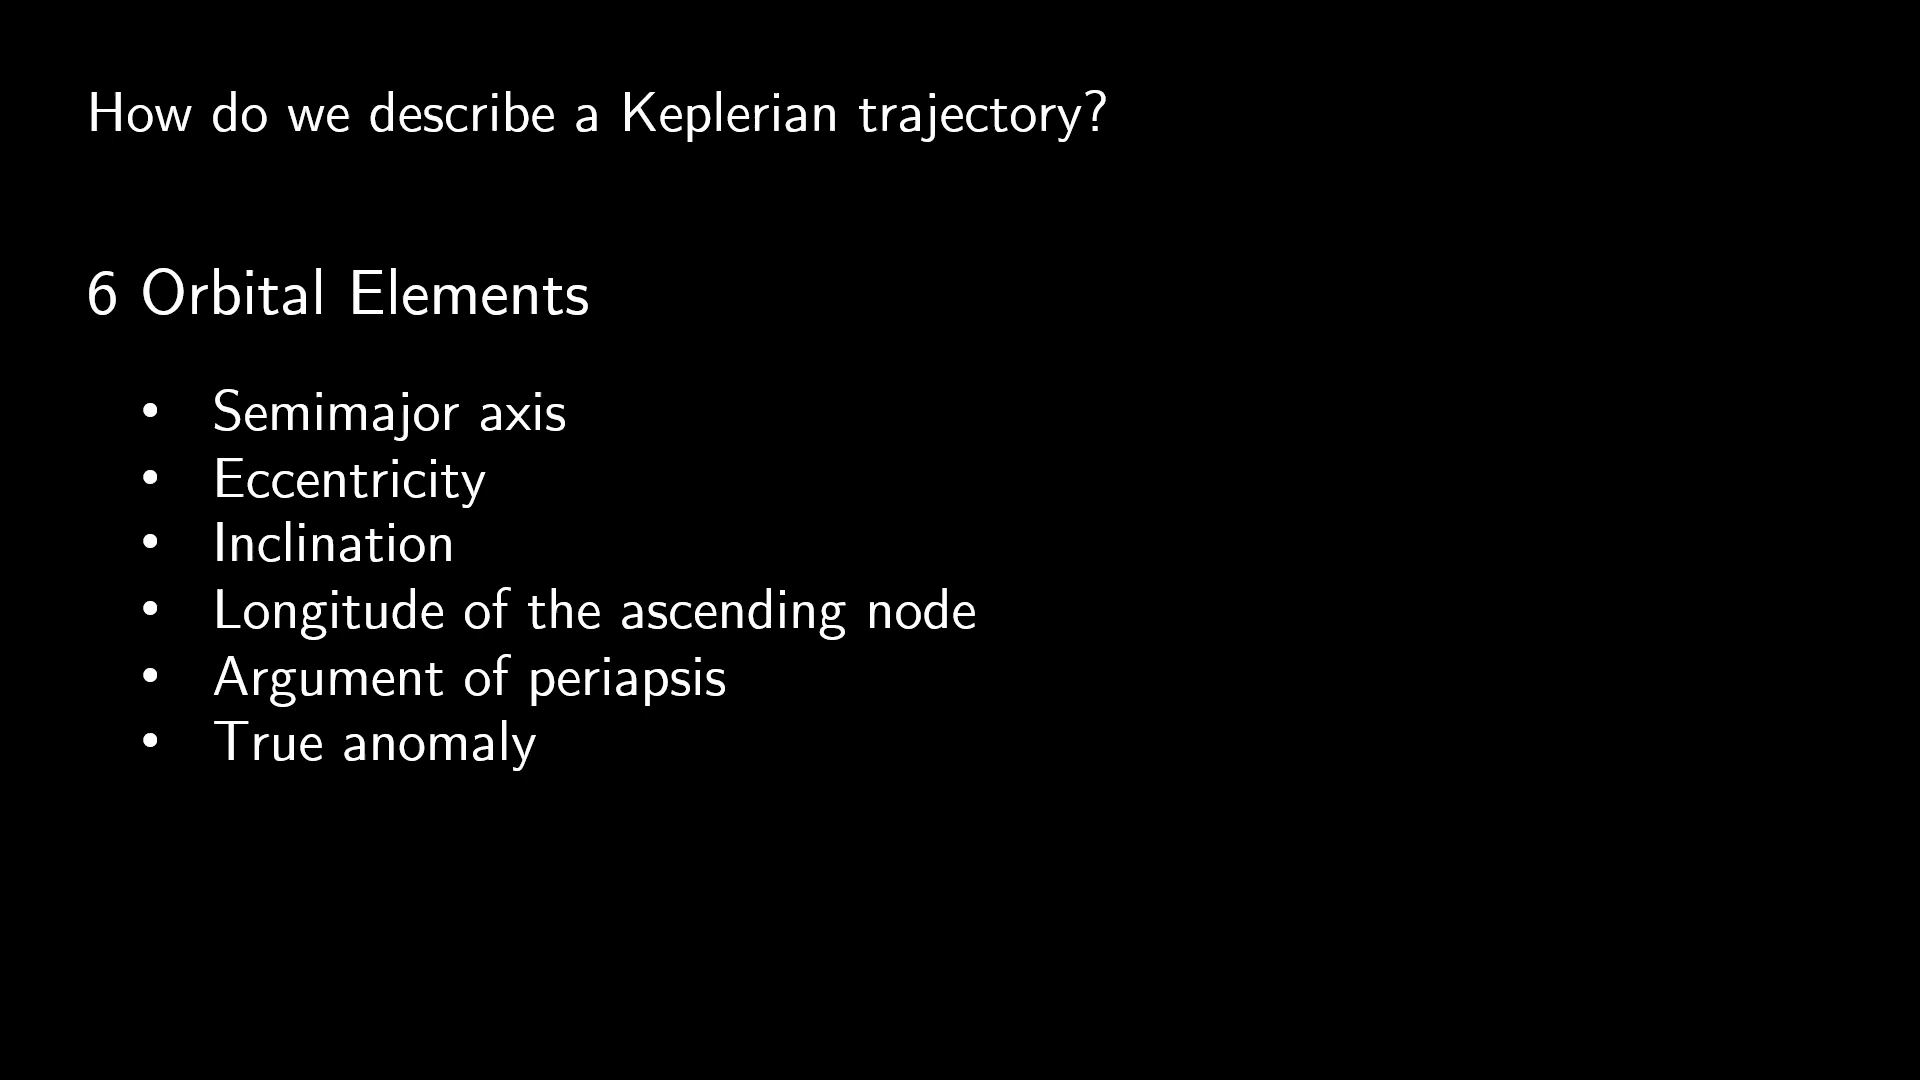 How do we describe a Keplerian trajectory?
6 Orbital Elements
• Semimajor axis
• Eccentricity
• Inclination
• Longitude of the ascending node
• Argument of periapsis
• True anomaly